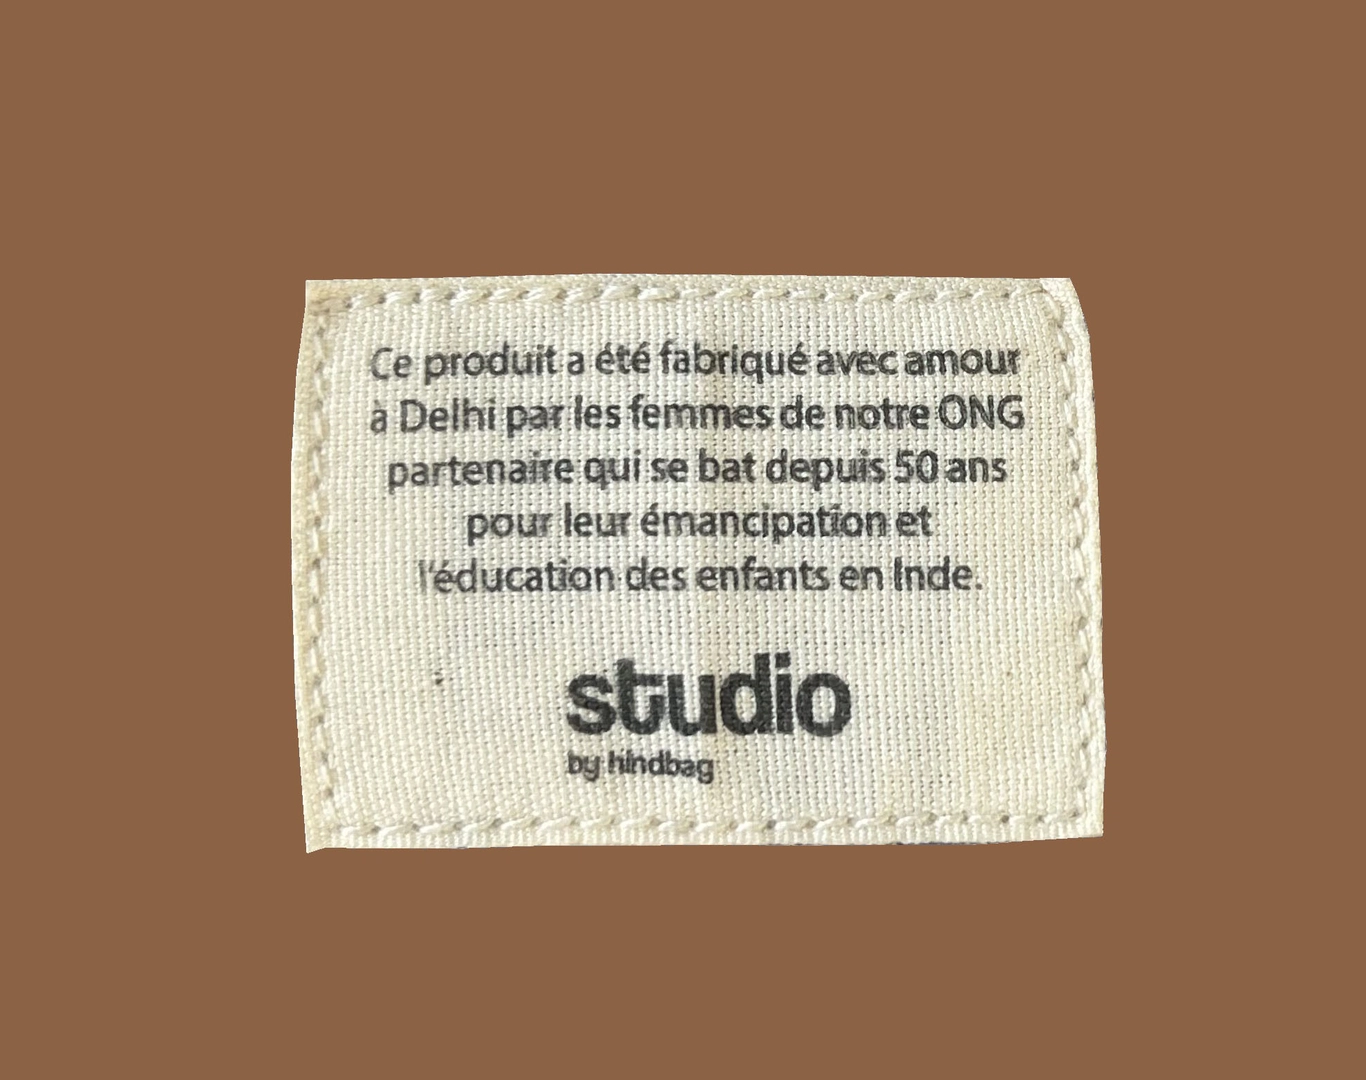 Ce produit a été fabriqué avec amour
à Delhi par les femmes de notre ONG
partenaire qui se bat depuis 50 ans
pour leur émancipation et
l'éducation des enfants en Inde.
studio
by hindbag